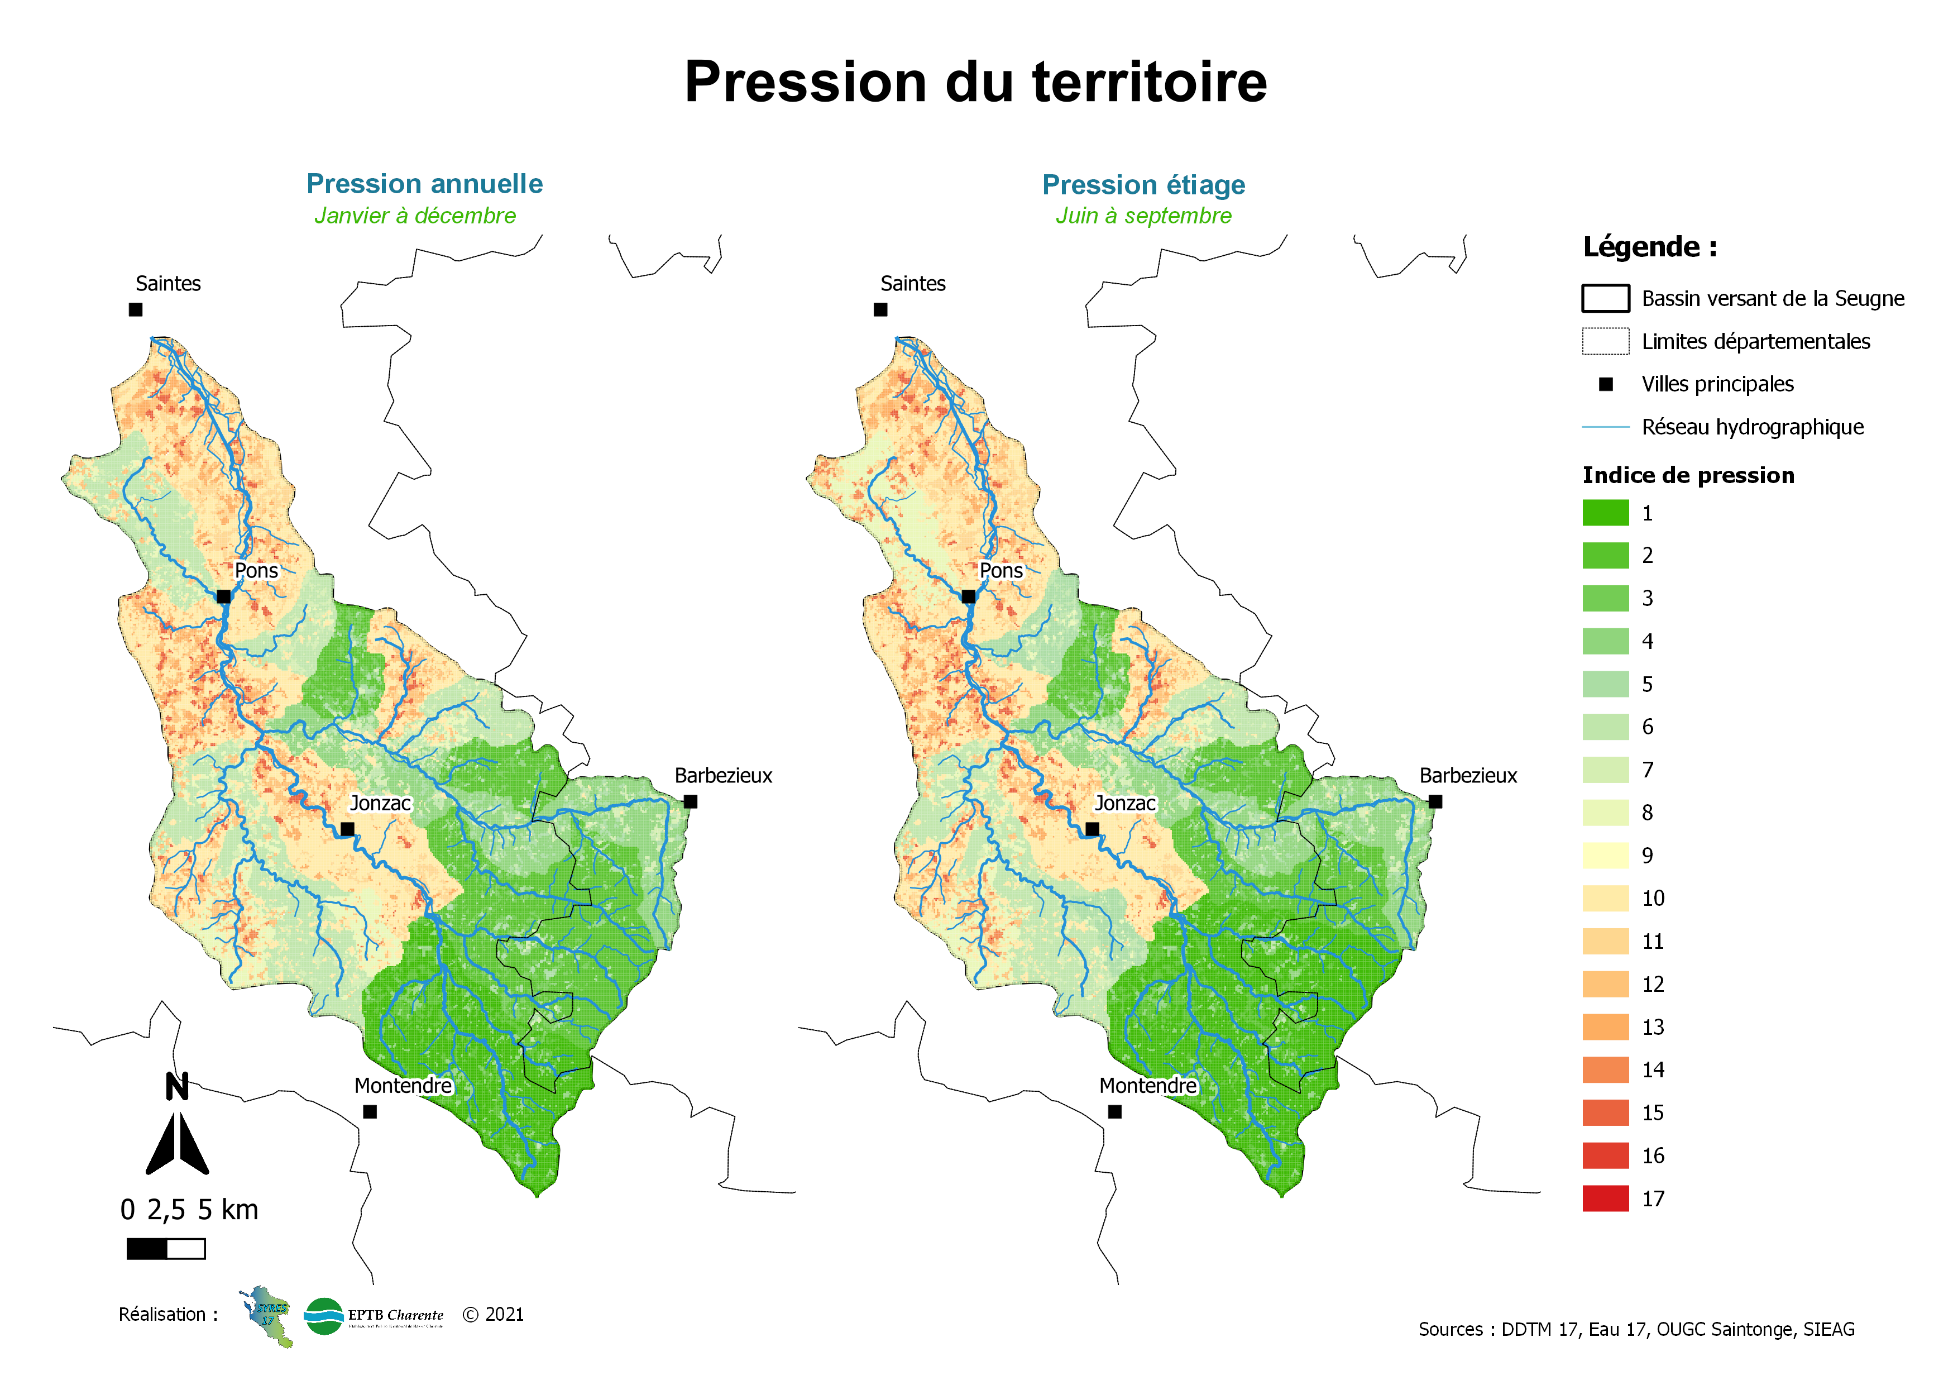 Pression du territoire
Pression annuelle
Janvier à décembre
Pression étiage
Juin à septembre
Saintes
Pons
Barbezieux
Jonzac
Montendre
Saintes
Pons
Barbezieux
Jonzac
Montendre
N
0 2,5 5 km
Légende :
Bassin versant de la Seugne
Limites départementales
Villes principales
Réseau hydrographique
Indice de pression
1
2
3
4
5
6
7
8
9
10
11
12
13
14
15
16
17
Réalisation :
EPTB Charente
© 2021
Sources : DDTM 17, Eau 17, OUGC Saintonge, SIEAG